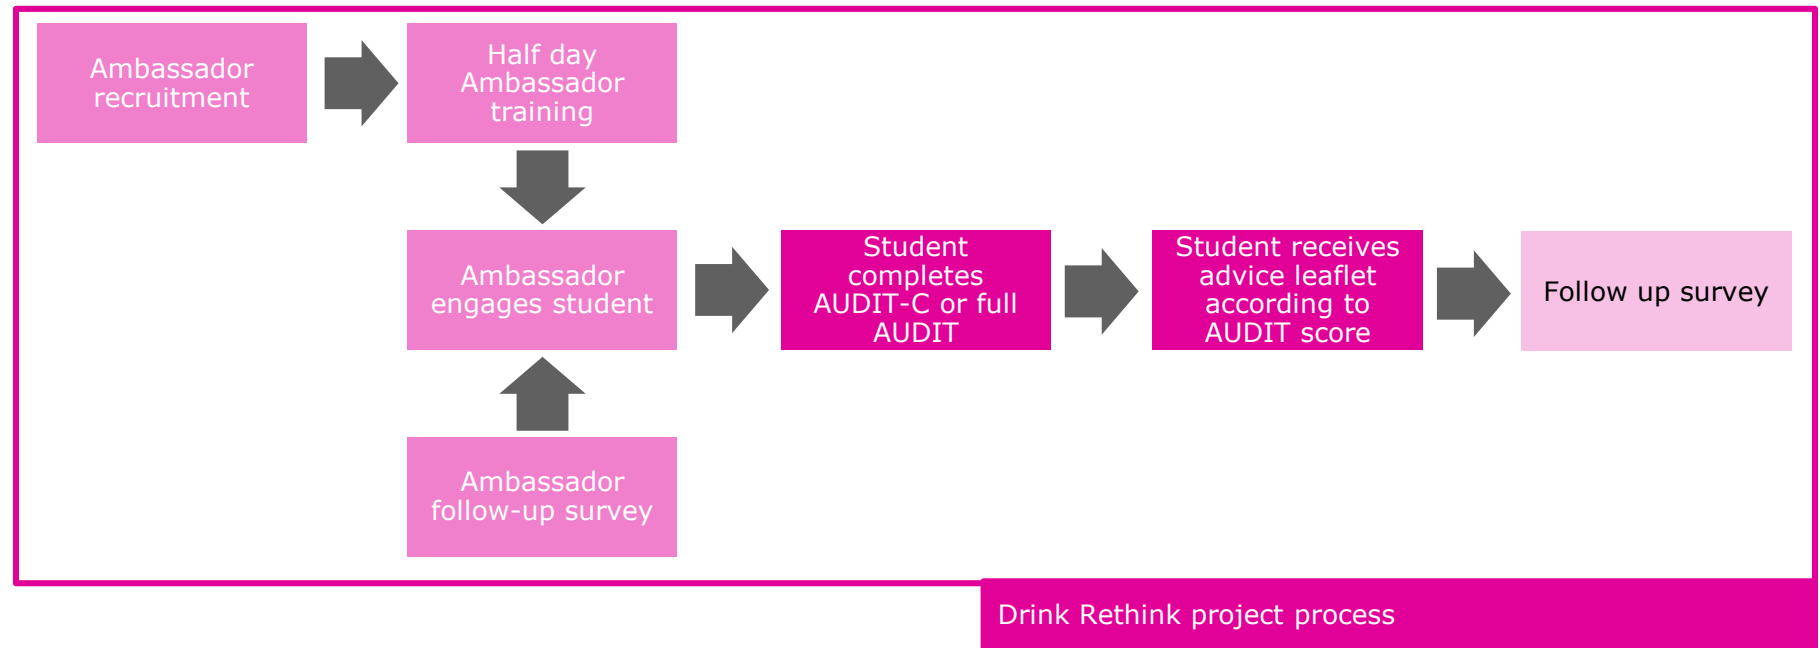 Ambassador
recruitment
Half day
Ambassador
training
Ambassador
engages student
Student
completes
AUDIT-C or full
AUDIT
Student receives
advice leaflet
according to
AUDIT score
Follow up survey
Ambassador
follow-up survey
Drink Rethink project process